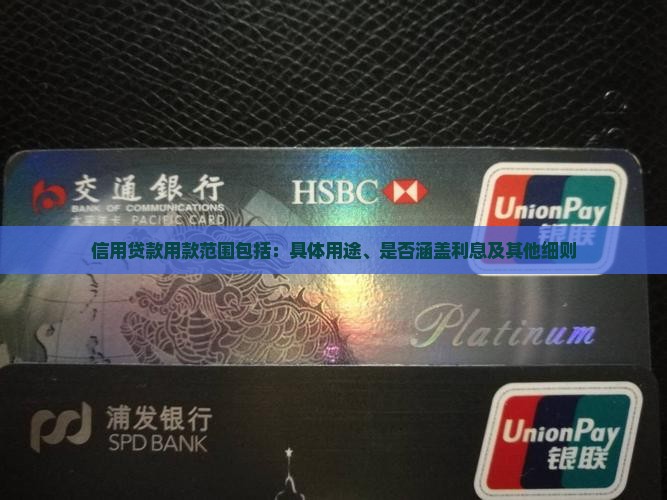 交通銀行
BANK OF COMMUNICATIONS
太平洋卡 PACIFIC CARD
HSBC
UnionPay
银联
信用贷款用款范围包括：具体用途、是否涵盖利息及其他细则
Platinum
浦发银行
SPD BANK
UnionPay
银联